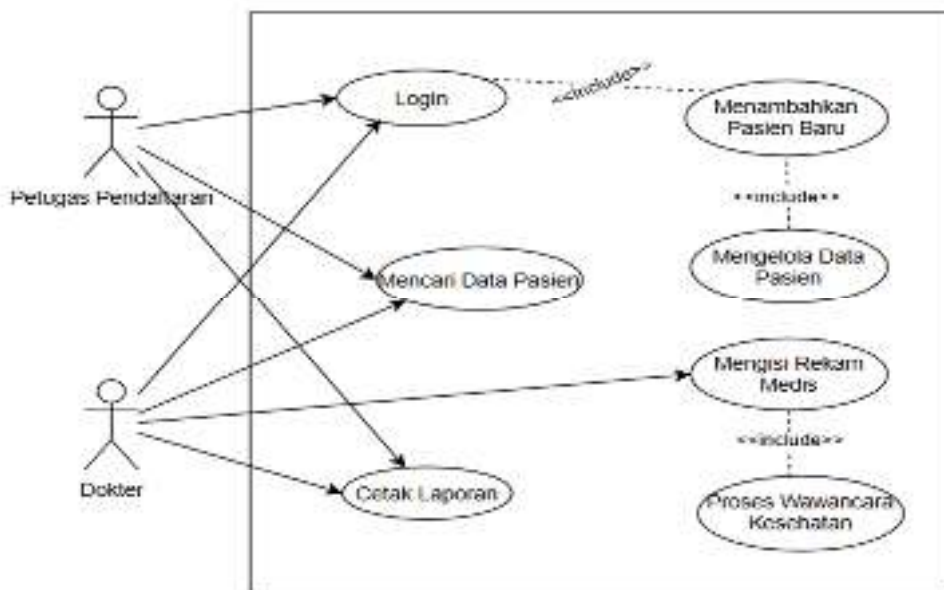 Login
<<include>>
Menambahkan
Pasien Baru
Petugas Pendaftaran
<<include>>
Mencari Data Pasien
Mengelola Data
Pasien
Mengisi Rekam
Medis
<<include>>
Dokter
Cetak Laporan
Proses Wawancara
Kesehatan